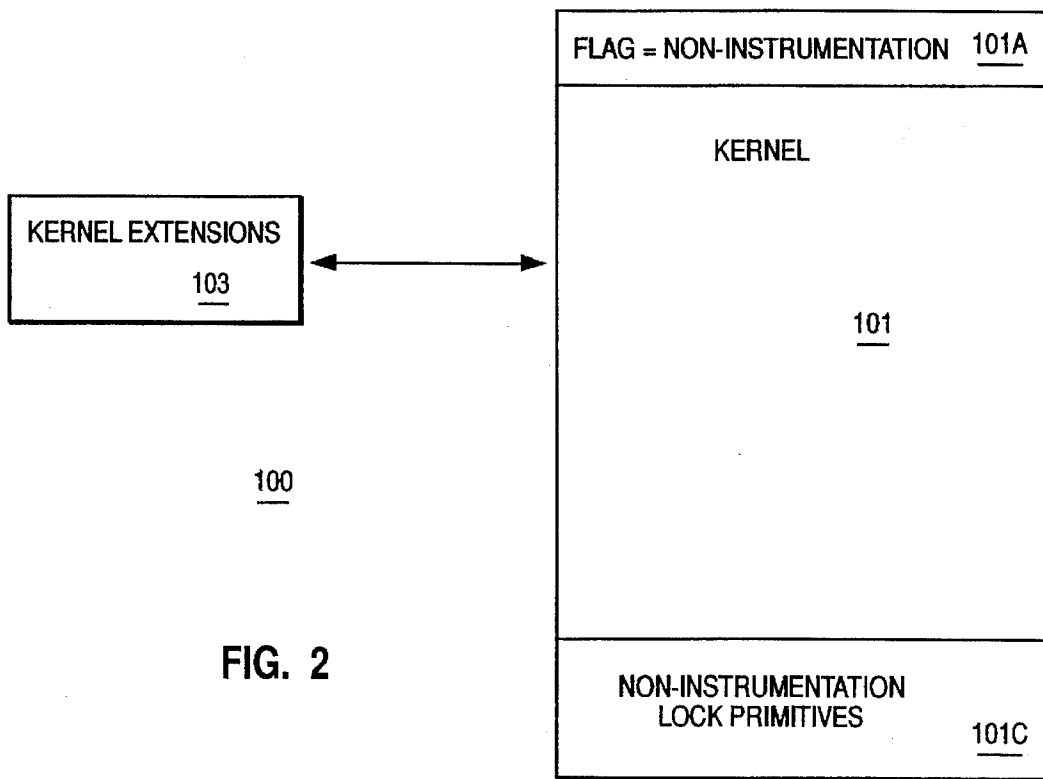 FLAG = NON-INSTRUMENTATION 101A
KERNEL
KERNEL EXTENSIONS
103
101
100
FIG. 2
NON-INSTRUMENTATION
LOCK PRIMITIVES
101C